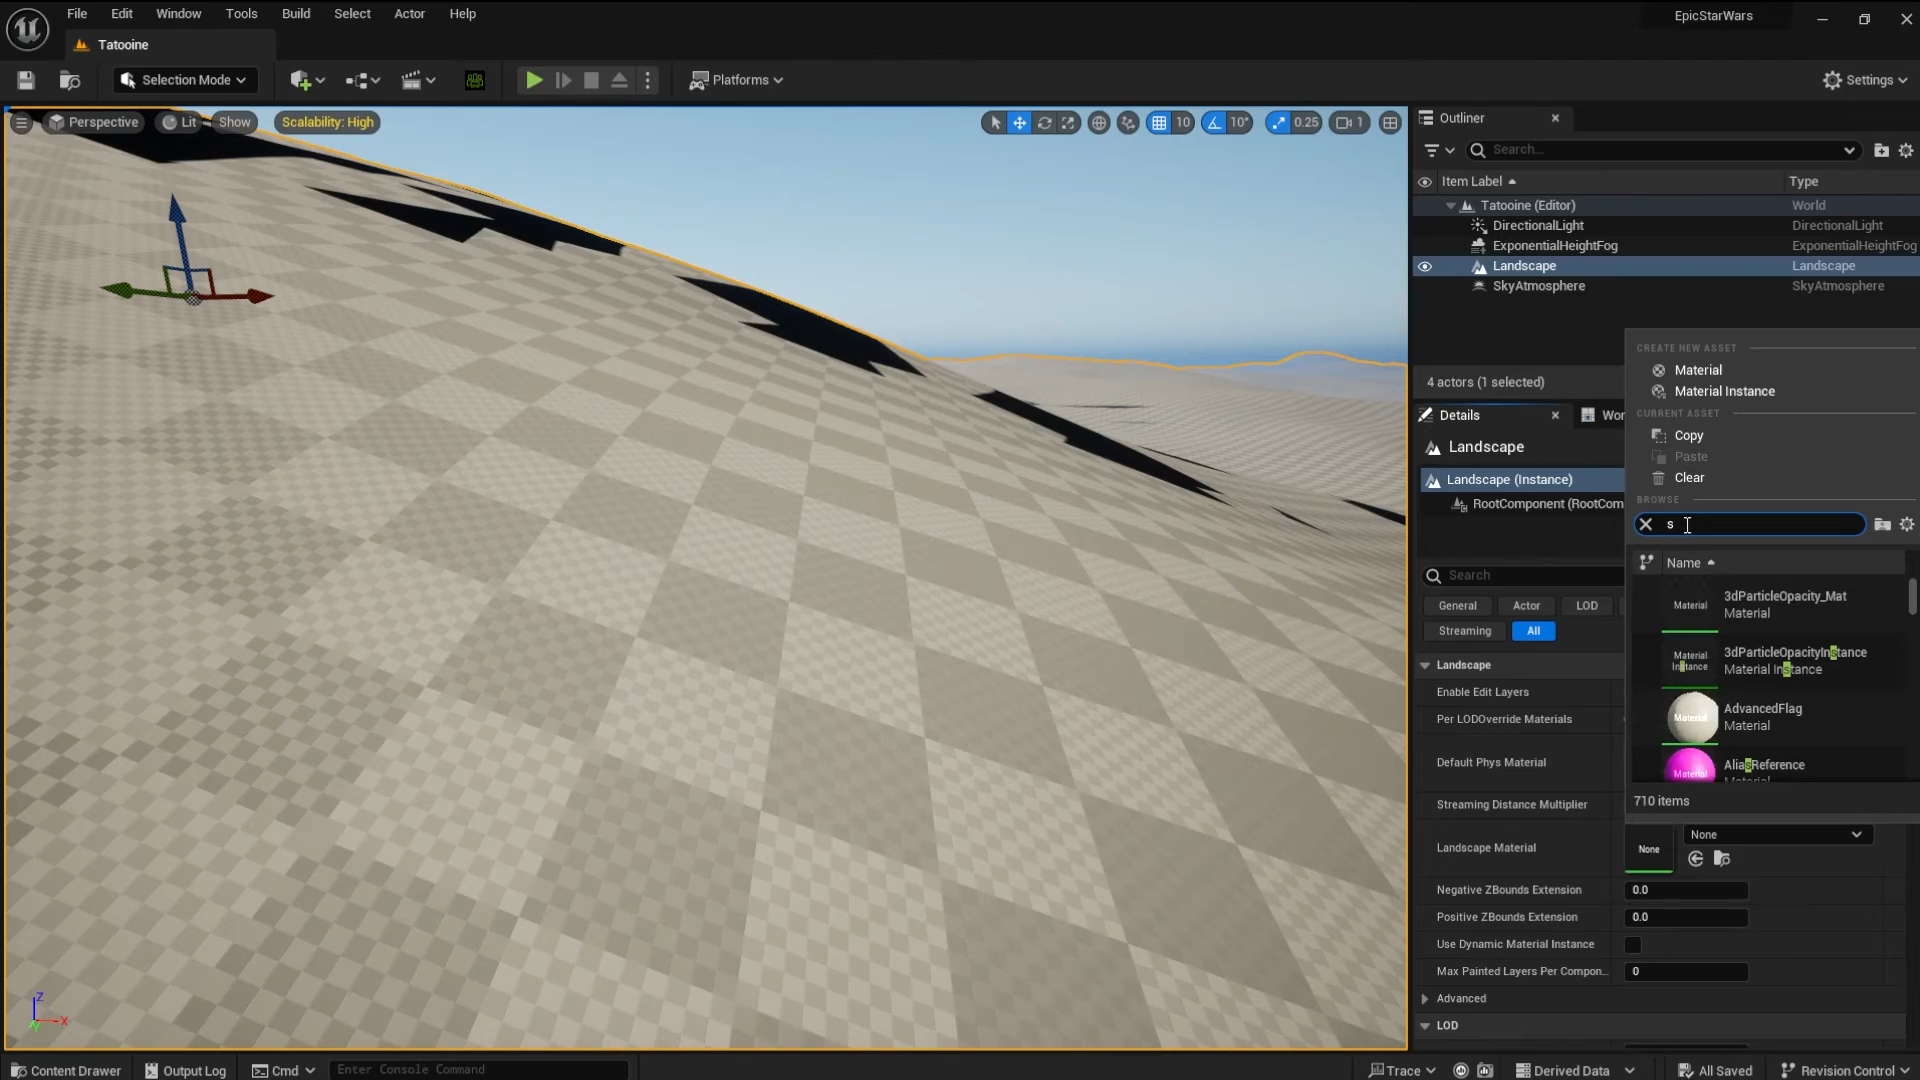 File Edit Window Tools Build Select Actor Help
EpicStarWars
Tatooine
Selection Mode
Platforms
Settings
Perspective Lit Show Scalability: High
10 10° 0.25 1
Outliner
Search...
Item Label Type
Tatooine (Editor) World
DirectionalLight DirectionalLight
ExponentialHeightFog ExponentialHeightFog
Landscape Landscape
SkyAtmosphere SkyAtmosphere
4 actors (1 selected)
CREATE NEW ASSET
Material
Material Instance
CURRENT ASSET
Copy
Paste
Clear
BROWSE
s
Name
Material 3dParticleOpacity_Mat
Material
Material Instance 3dParticleOpacityInstance
Material Instance
Material AdvancedFlag
Material
Material AliasReference
Material
710 items
Details Wor
Landscape
Landscape (Instance)
RootComponent (RootCom
Search
General Actor LOD
Streaming All
Landscape
Enable Edit Layers
Per LODOverride Materials
Default Phys Material
Streaming Distance Multiplier
Landscape Material None None
Negative ZBounds Extension 0.0
Positive ZBounds Extension 0.0
Use Dynamic Material Instance
Max Painted Layers Per Compon... 0
Advanced
LOD
Z
X
Y
Content Drawer Output Log Cmd Enter Console Command Trace Derived Data All Saved Revision Control